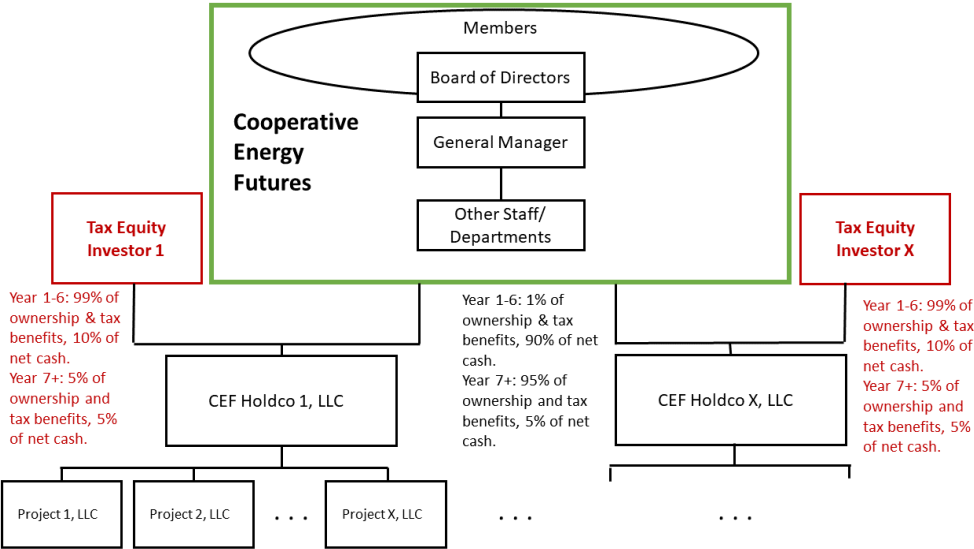 Members
Board of Directors
Cooperative
Energy
Futures
General Manager
Other Staff/
Departments
Tax Equity
Investor 1
Tax Equity
Investor X
Year 1-6: 99% of
ownership & tax
benefits, 10% of
net cash.
Year 7+: 5% of
ownership and
tax benefits, 5%
of net cash.
Year 1-6: 1% of
ownership & tax
benefits, 90% of net
cash.
Year 7+: 95% of
ownership and tax
benefits, 5% of net
cash.
Year 1-6: 99% of
ownership & tax
benefits, 10% of
net cash.
Year 7+: 5% of
ownership and
tax benefits, 5%
of net cash.
CEF Holdco 1, LLC
CEF Holdco X, LLC
Project 1, LLC
Project 2, LLC
. . .
Project X, LLC
. . .
. . .